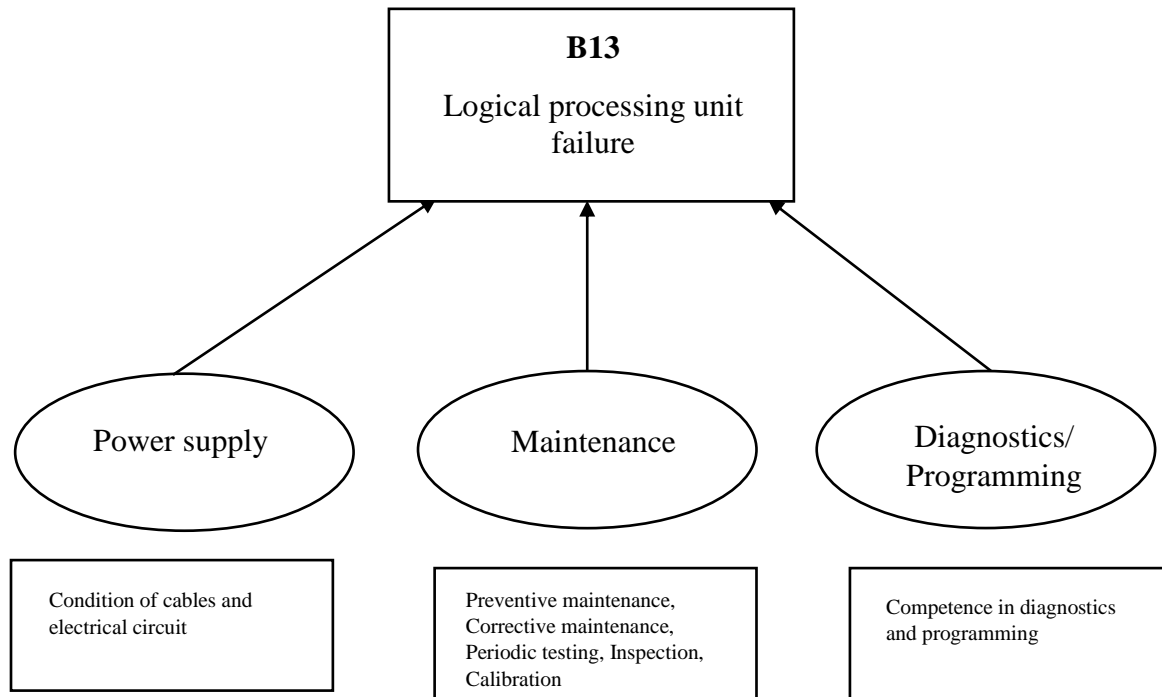 B13
Logical processing unit
failure
Power supply
Maintenance
Diagnostics/
Programming
Condition of cables and
electrical circuit
Preventive maintenance,
Corrective maintenance,
Periodic testing, Inspection,
Calibration
Competence in diagnostics
and programming